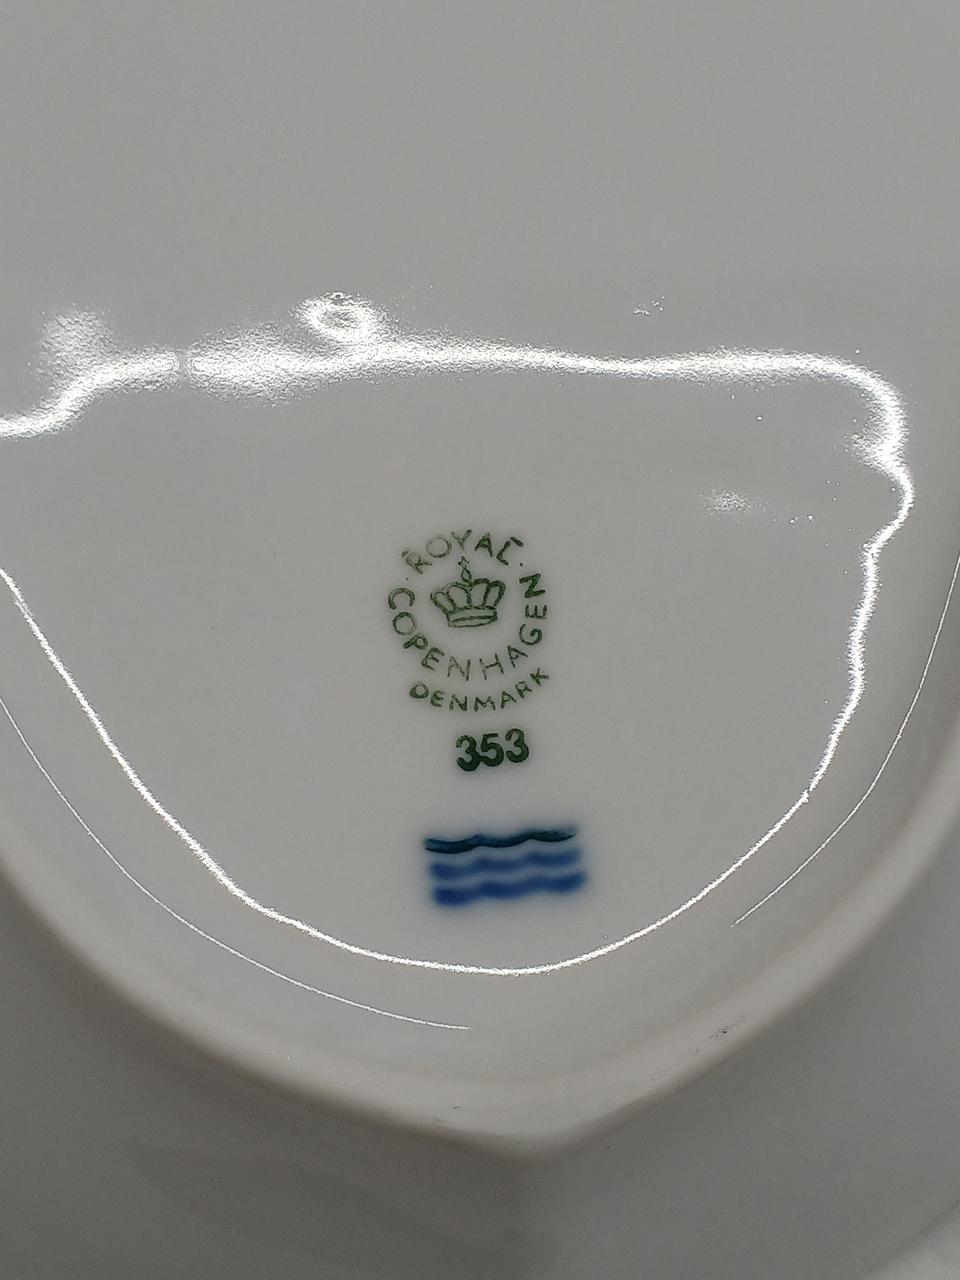 ROYAL
COPENHAGEN
DENMARK
353